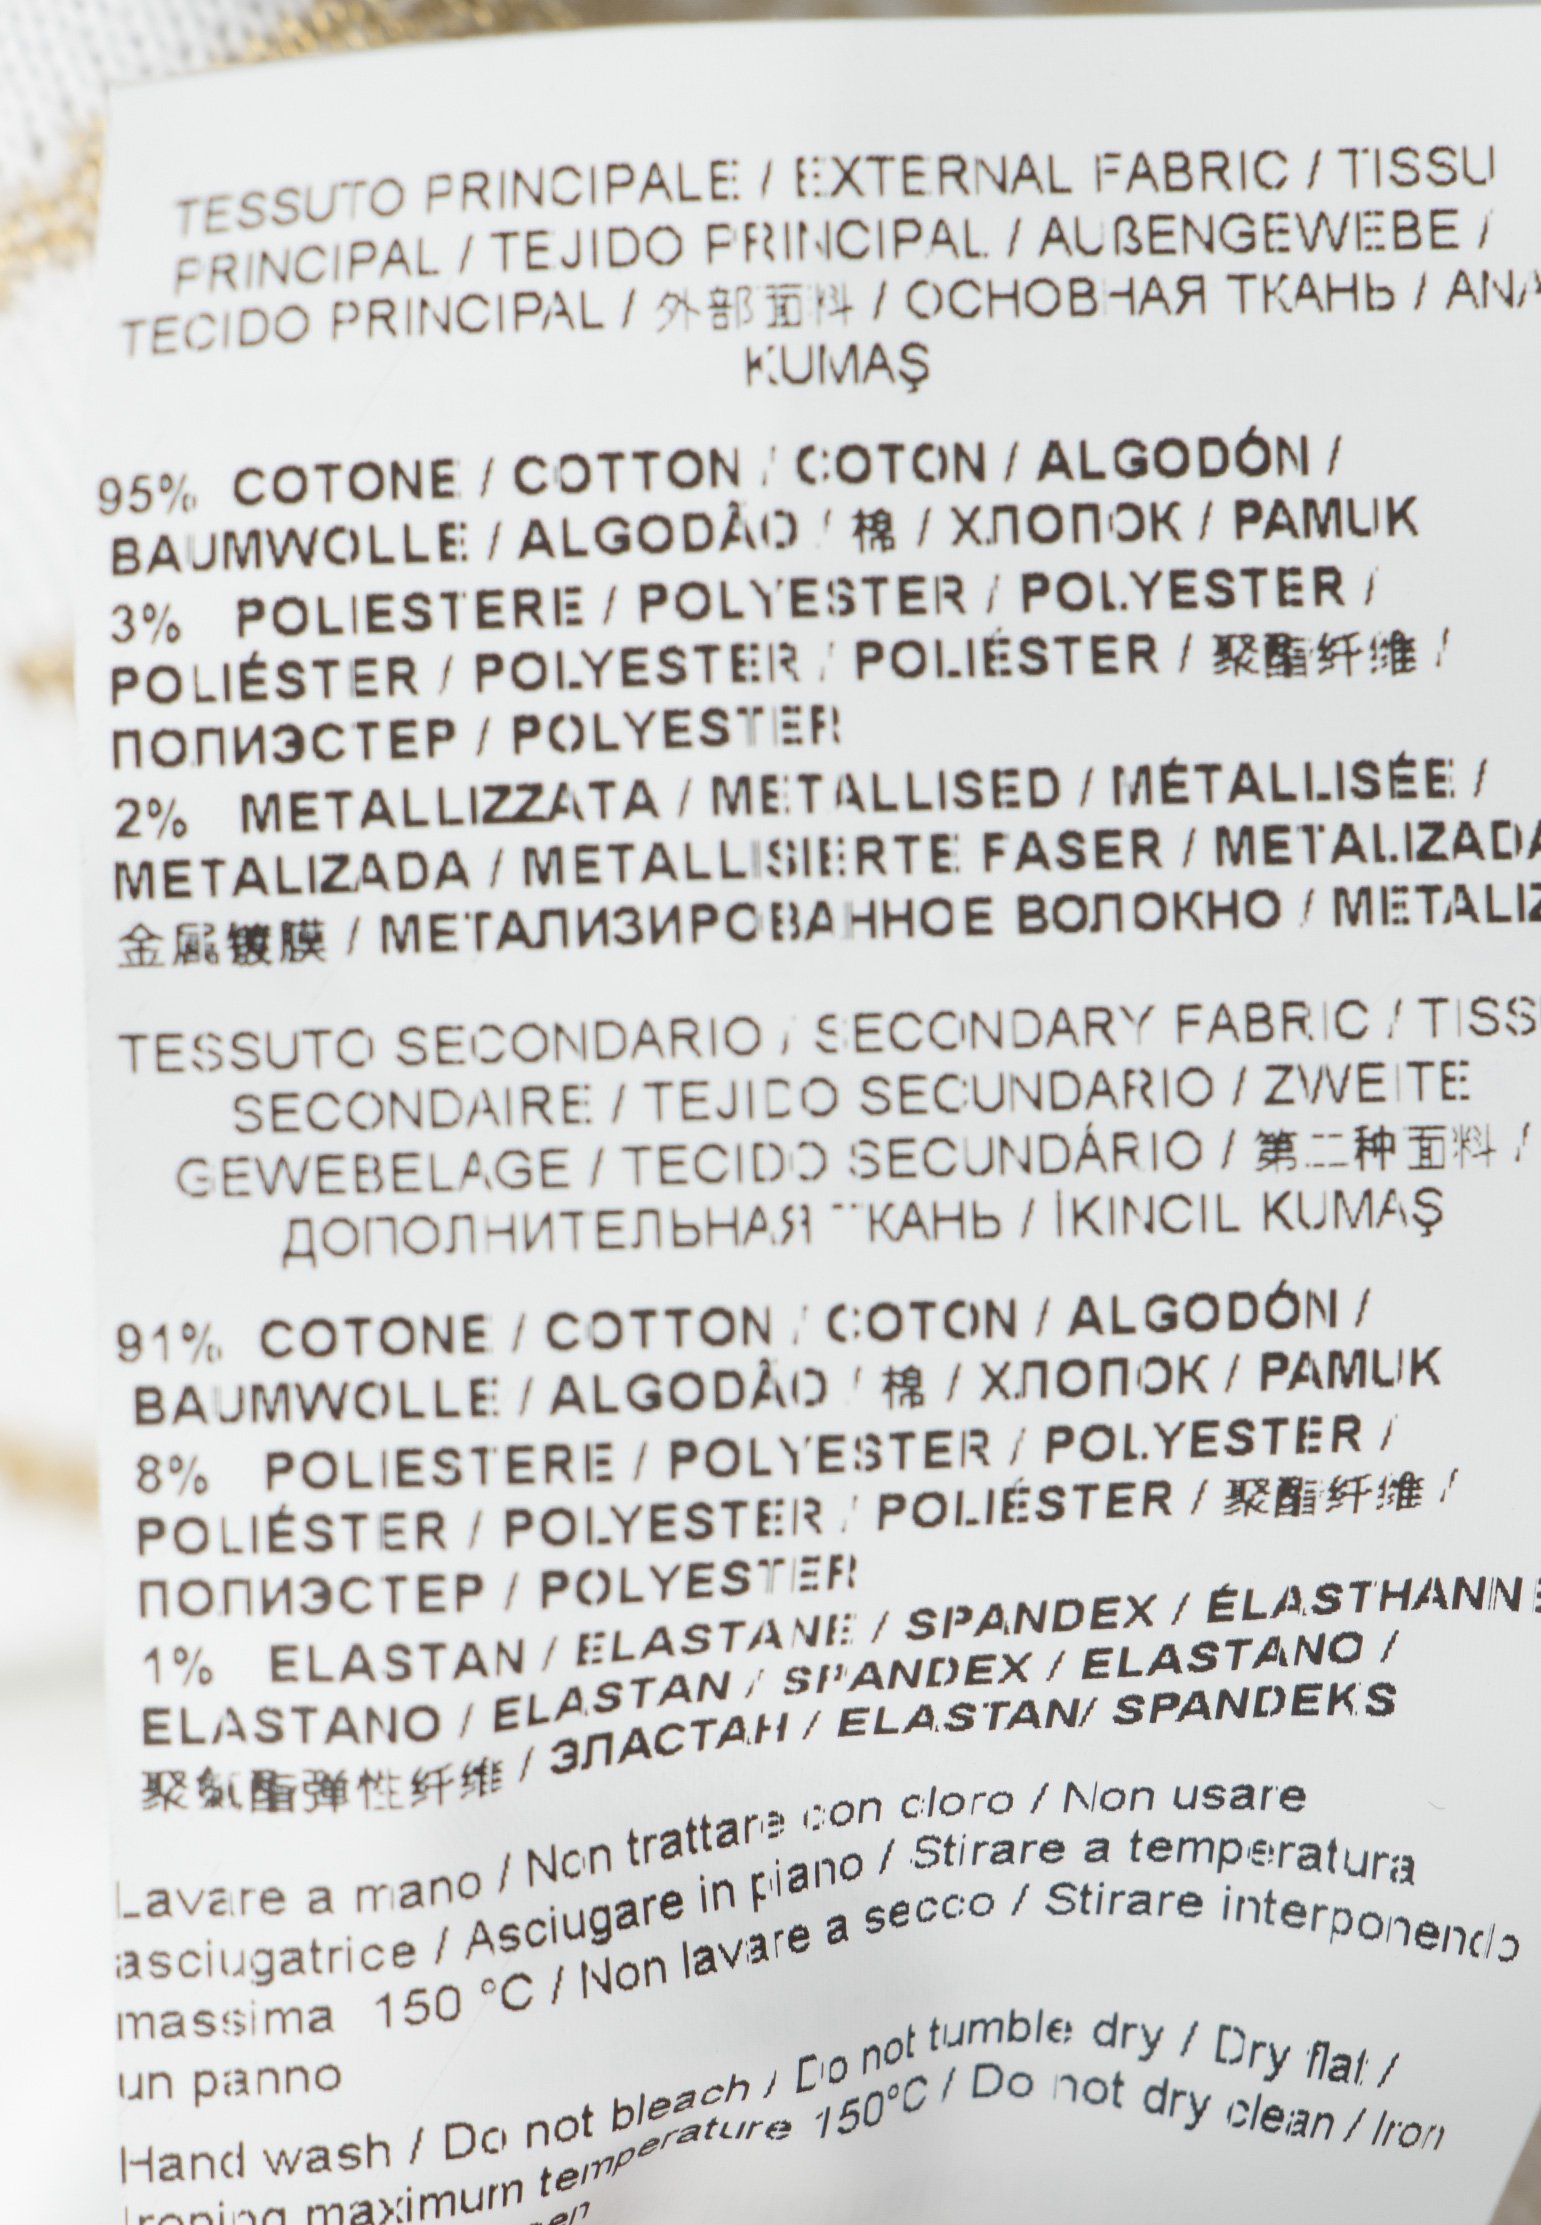 TESSUTO PRINCIPALE / EXTERNAL FABRIC / TISSU
PRINCIPAL / TEJIDO PRINCIPAL / AUßENGEWEBE /
TECIDO PRINCIPAL / 外部面料 / ОСНОВНАЯ ТКАНЬ / ANA
KUMAŞ
95% COTONE / COTTON / COTON / ALGODÓN /
BAUMWOLLE / ALGODÃO / 棉 / ХЛОПОК / PAMUK
3% POLIESTERE / POLYESTER / POLYESTER /
POLIÉSTER / POLYESTER / POLIÉSTER / 聚酯纤维 /
ПОЛИЭСТЕР / POLYESTER
2% METALLIZZATA / METALLISED / MÉTALLISÉE /
METALIZADA / METALLISIERTE FASER / METALIZADA
金属镀膜 / МЕТАЛИЗИРОВАННОЕ ВОЛОКНО / METALIZ
TESSUTO SECONDARIO / SECONDARY FABRIC / TISS
SECONDAIRE / TEJIDO SECUNDARIO / ZWEITE
GEWEBELAGE / TECIDO SECUNDÁRIO / 第二种面料 /
ДОПОЛНИТЕЛЬНАЯ ТКАНЬ / İKINCIL KUMAŞ
91% COTONE / COTTON / COTON / ALGODÓN /
BAUMWOLLE / ALGODÃO / 棉 / ХЛОПОК / PAMUK
8% POLIESTERE / POLYESTER / POLYESTER /
POLIÉSTER / POLYESTER / POLIÉSTER / 聚酯纤维 /
ПОЛИЭСТЕР / POLYESTER
1% ELASTAN / ELASTANE / SPANDEX / ÉLASTHANNE
ELASTANO / ELASTAN / SPANDEX / ELASTANO /
聚氨酯弹性纤维 / ЭЛАСТАН / ELASTAN/ SPANDEKS
Lavare a mano / Non trattare con cloro / Non usare
asciugatrice / Asciugare in piano / Stirare a temperatura
massima 150 °C / Non lavare a secco / Stirare interponendo
un panno
Hand wash / Do not bleach / Do not tumble dry / Dry flat /
Ironing maximum temperature 150°C / Do not dry clean / Iron